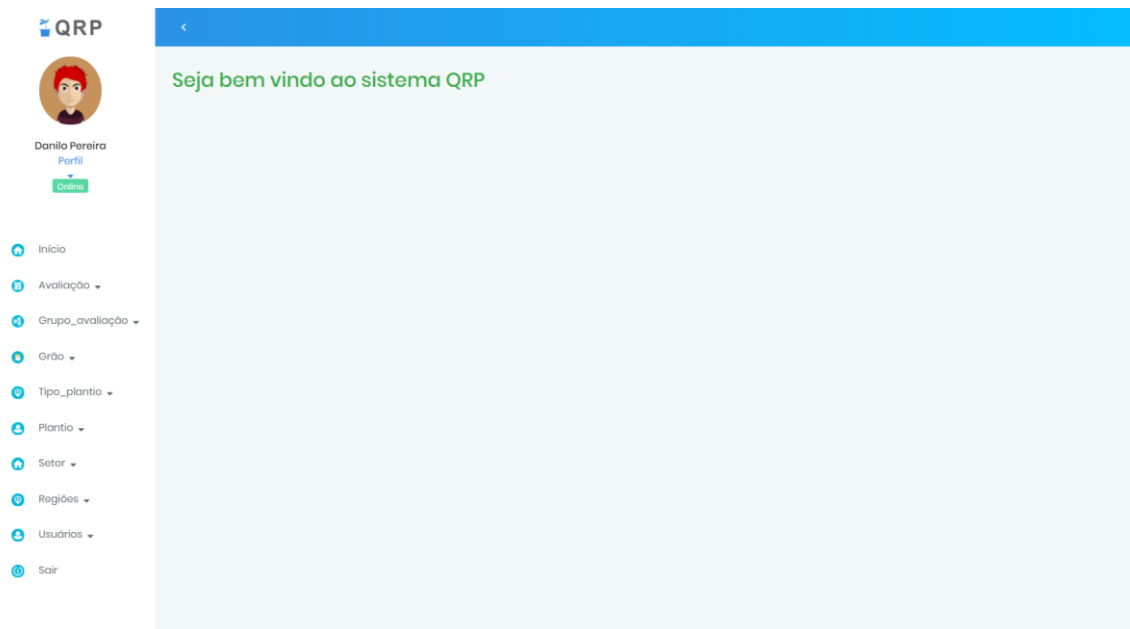 QRP
Seja bem vindo ao sistema QRP
Danilo Pereira
Perfil
Online
Início
Avaliação
Grupo_avaliação
Grão
Tipo_plantio
Plantio
Setor
Regiões
Usuários
Sair